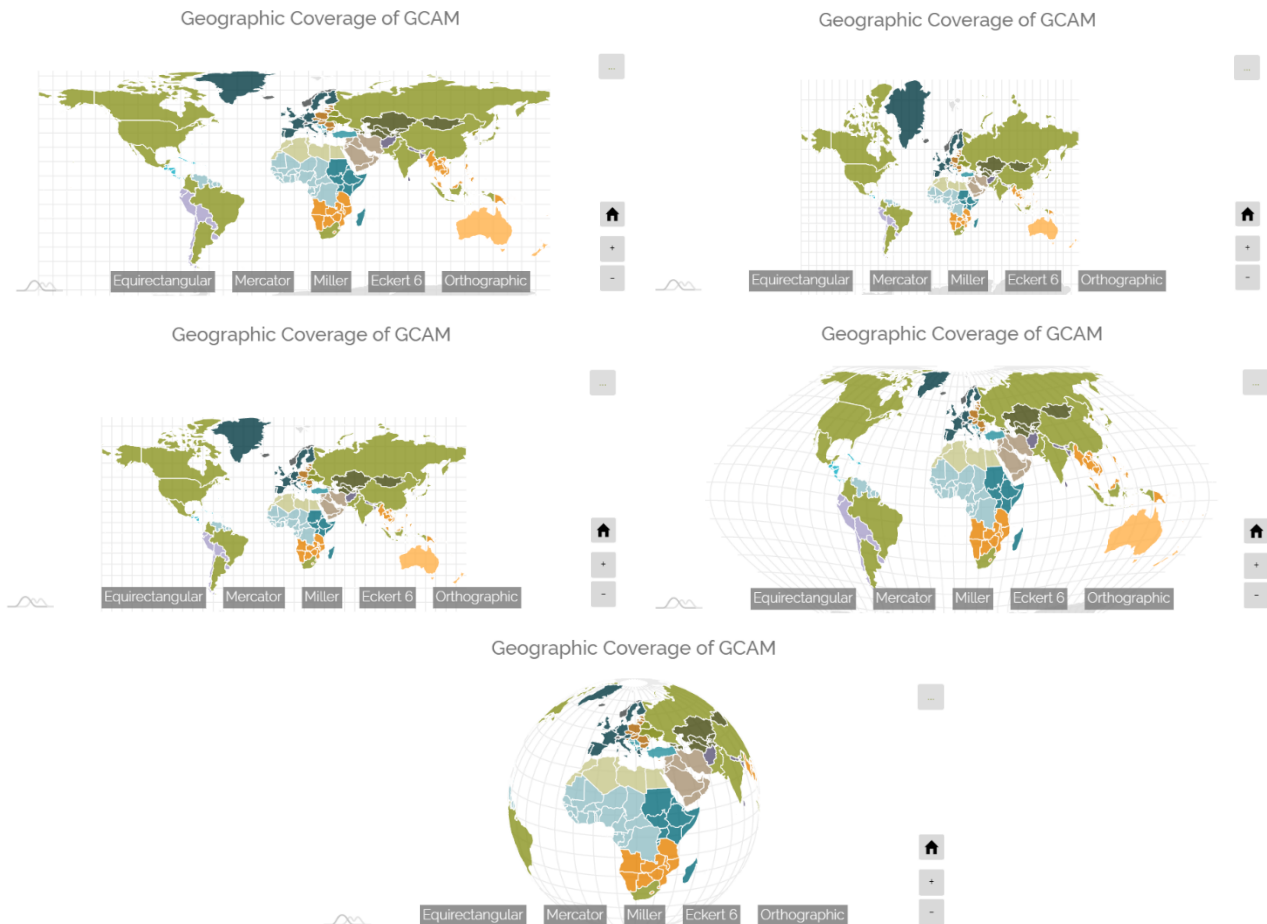 Geographic Coverage of GCAM
Geographic Coverage of GCAM
...
...
+
+
-
-
Equirectangular Mercator Miller Eckert 6 Orthographic
Equirectangular Mercator Miller Eckert 6 Orthographic
Geographic Coverage of GCAM
Geographic Coverage of GCAM
...
...
+
+
-
-
Equirectangular Mercator Miller Eckert 6 Orthographic
Equirectangular Mercator Miller Eckert 6 Orthographic
Geographic Coverage of GCAM
...
+
-
Equirectangular Mercator Miller Eckert 6 Orthographic